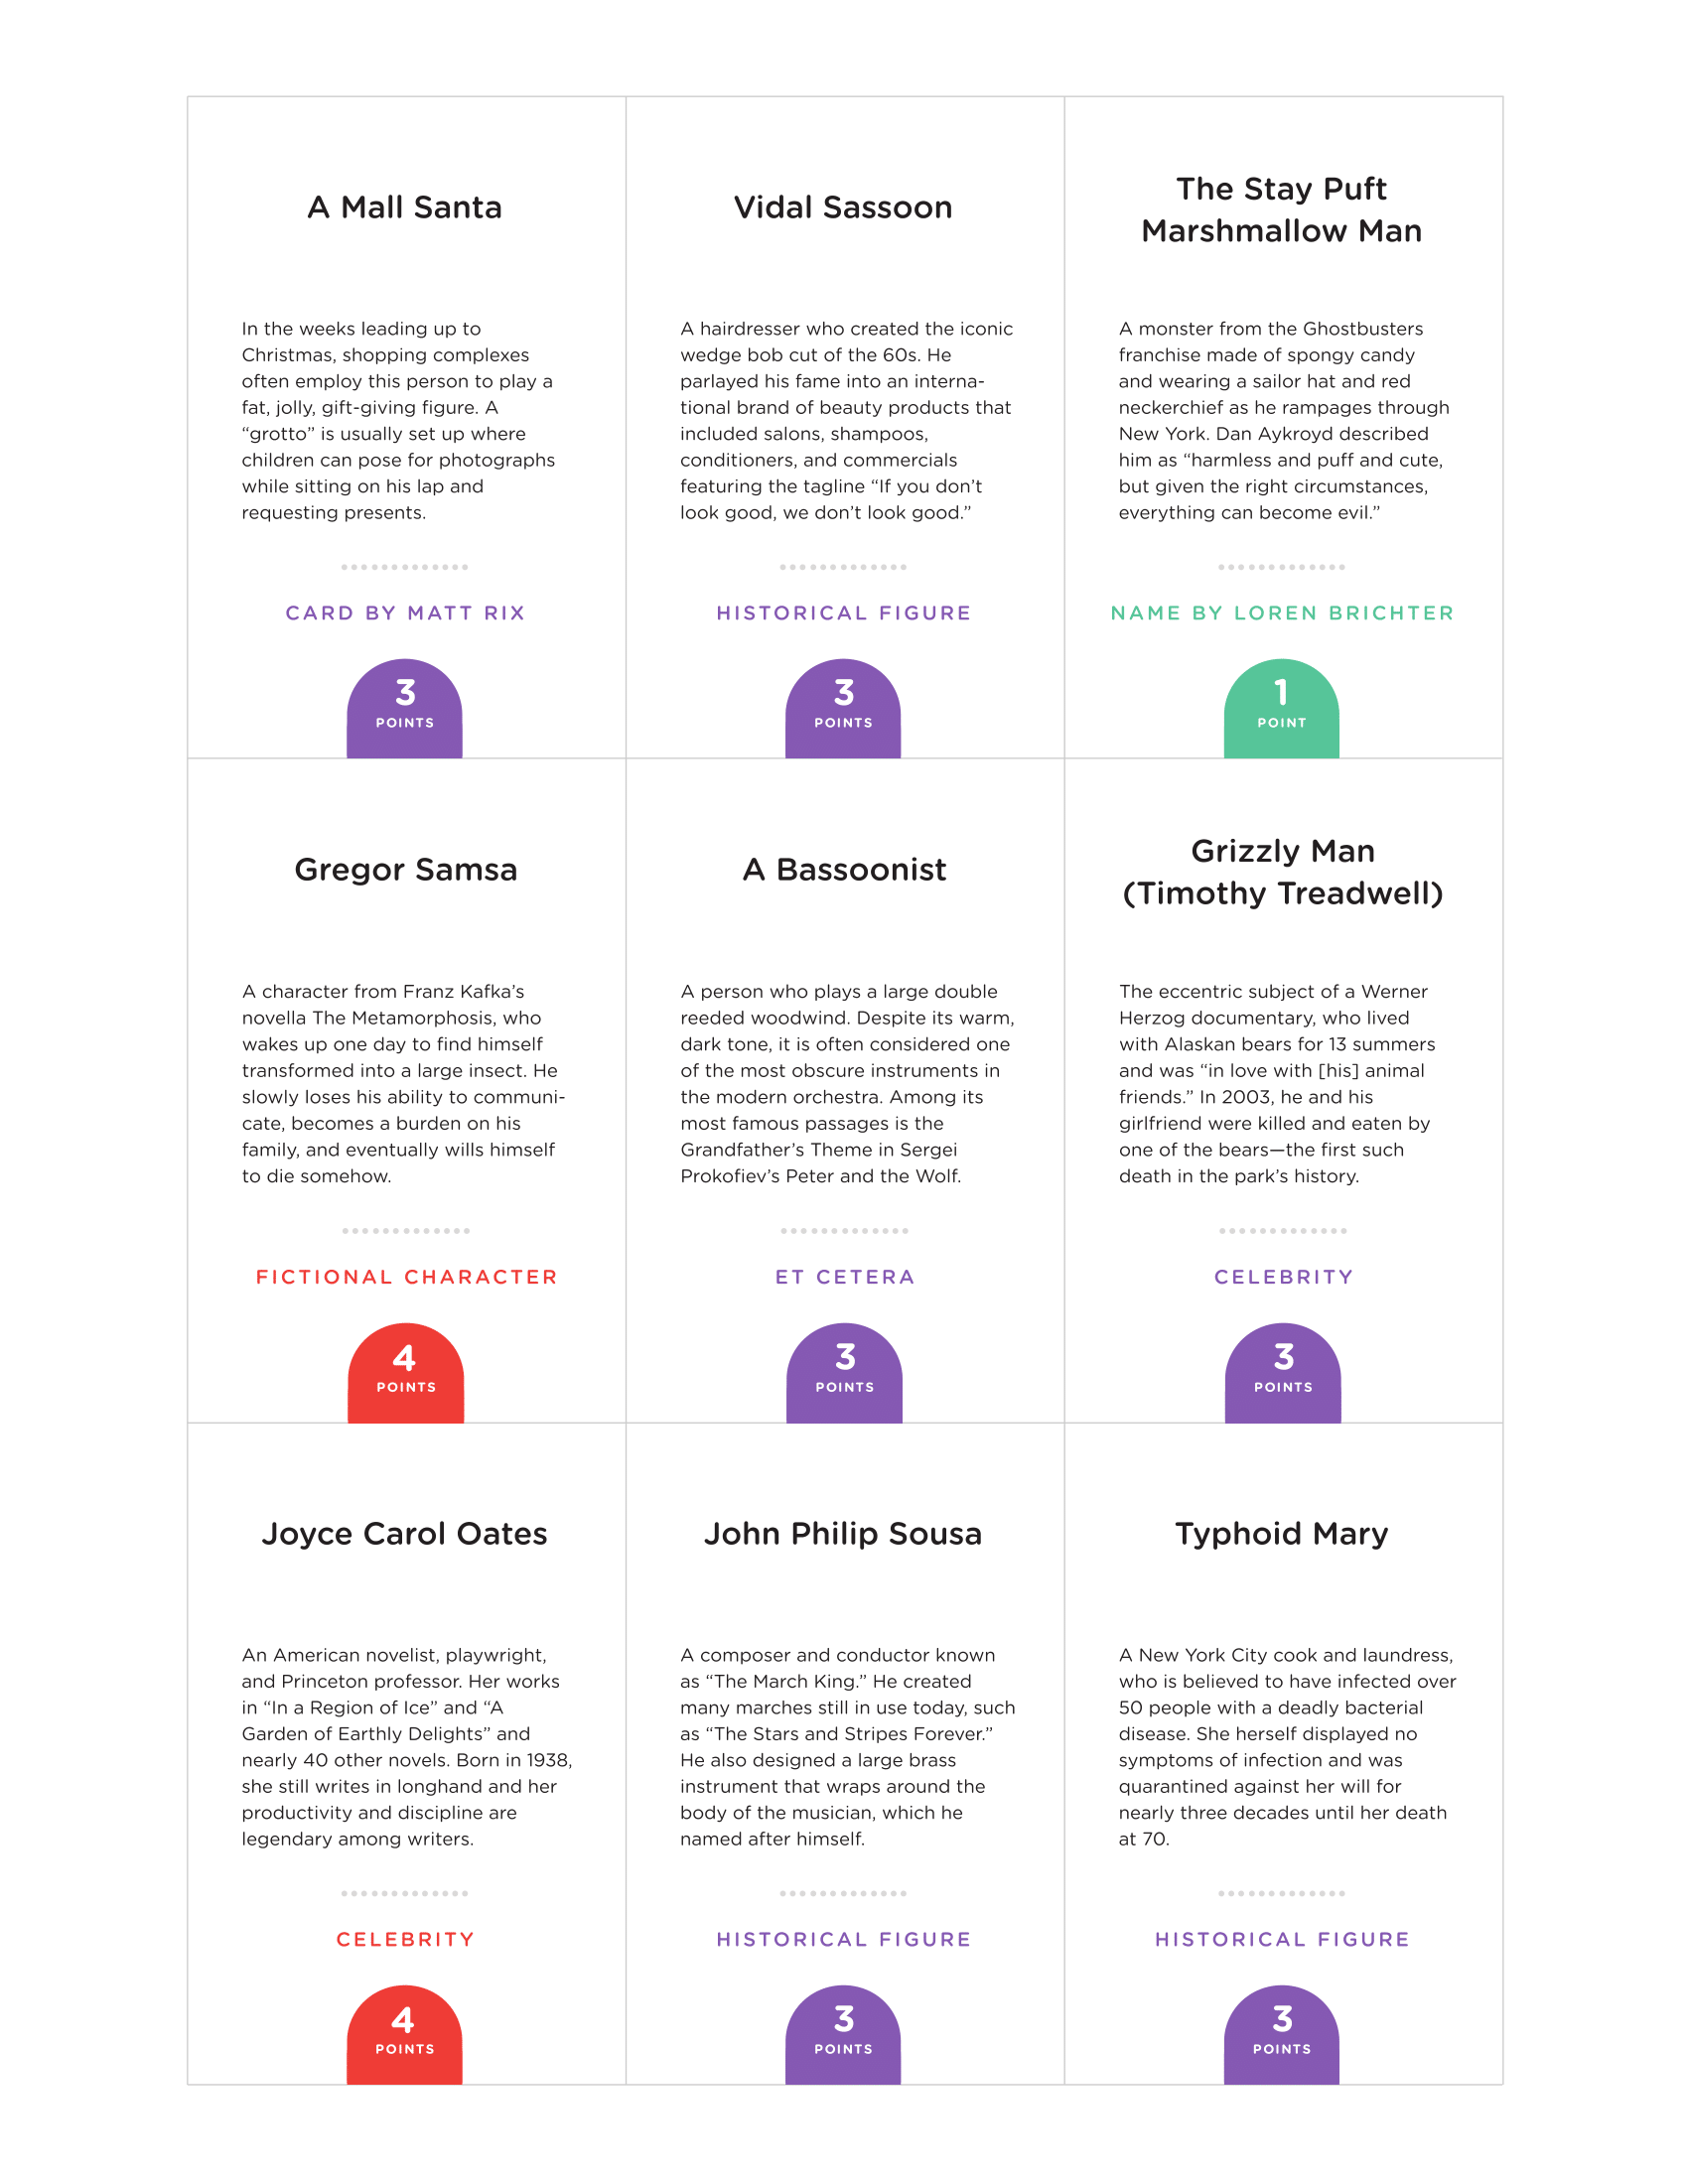 A Mall Santa
In the weeks leading up to
Christmas, shopping complexes
often employ this person to play a
fat, jolly, gift-giving figure. A
“grotto” is usually set up where
children can pose for photographs
while sitting on his lap and
requesting presents.
CARD BY MATT RIX
3
POINTS
Vidal Sassoon
A hairdresser who created the iconic
wedge bob cut of the 60s. He
parlayed his fame into an interna-
tional brand of beauty products that
included salons, shampoos,
conditioners, and commercials
featuring the tagline “If you don’t
look good, we don’t look good.”
HISTORICAL FIGURE
3
POINTS
The Stay Puft
Marshmallow Man
A monster from the Ghostbusters
franchise made of spongy candy
and wearing a sailor hat and red
neckerchief as he rampages through
New York. Dan Aykroyd described
him as “harmless and puff and cute,
but given the right circumstances,
everything can become evil.”
NAME BY LOREN BRICHTER
1
POINT
Gregor Samsa
A character from Franz Kafka’s
novella The Metamorphosis, who
wakes up one day to find himself
transformed into a large insect. He
slowly loses his ability to communi-
cate, becomes a burden on his
family, and eventually wills himself
to die somehow.
FICTIONAL CHARACTER
4
POINTS
A Bassoonist
A person who plays a large double
reeded woodwind. Despite its warm,
dark tone, it is often considered one
of the most obscure instruments in
the modern orchestra. Among its
most famous passages is the
Grandfather’s Theme in Sergei
Prokofiev’s Peter and the Wolf.
ET CETERA
3
POINTS
Grizzly Man
(Timothy Treadwell)
The eccentric subject of a Werner
Herzog documentary, who lived
with Alaskan bears for 13 summers
and was “in love with [his] animal
friends.” In 2003, he and his
girlfriend were killed and eaten by
one of the bears—the first such
death in the park’s history.
CELEBRITY
3
POINTS
Joyce Carol Oates
An American novelist, playwright,
and Princeton professor. Her works
in “In a Region of Ice” and “A
Garden of Earthly Delights” and
nearly 40 other novels. Born in 1938,
she still writes in longhand and her
productivity and discipline are
legendary among writers.
CELEBRITY
4
POINTS
John Philip Sousa
A composer and conductor known
as “The March King.” He created
many marches still in use today, such
as “The Stars and Stripes Forever.”
He also designed a large brass
instrument that wraps around the
body of the musician, which he
named after himself.
HISTORICAL FIGURE
3
POINTS
Typhoid Mary
A New York City cook and laundress,
who is believed to have infected over
50 people with a deadly bacterial
disease. She herself displayed no
symptoms of infection and was
quarantined against her will for
nearly three decades until her death
at 70.
HISTORICAL FIGURE
3
POINTS